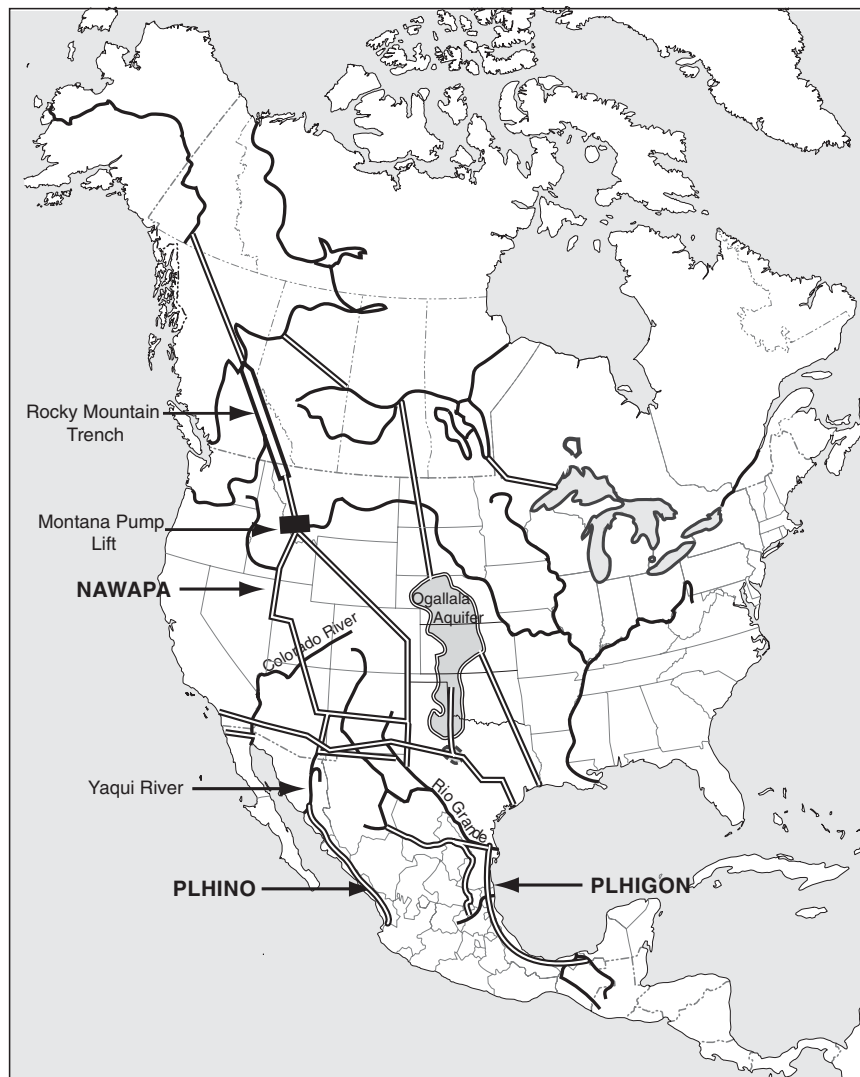 Rocky Mountain
Trench
Montana Pump
Lift
NAWAPA
Ogallala
Aquifer
Colorado River
Yaqui River
Rio Grande
PLHINO
PLHIGON